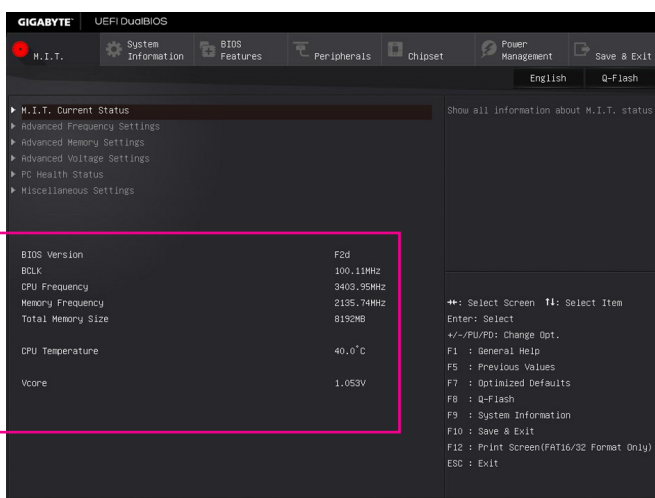 GIGABYTE™ UEFI DualBIOS
M.I.T.
System Information
BIOS Features
Peripherals
Chipset
Power Management
Save & Exit
English Q-Flash
M.I.T. Current Status
Advanced Frequency Settings
Advanced Memory Settings
Advanced Voltage Settings
PC Health Status
Miscellaneous Settings
Show all information about M.I.T. status
BIOS Version F2d
BCLK 100.11MHz
CPU Frequency 3403.95MHz
Memory Frequency 2135.74MHz
Total Memory Size 8192MB
CPU Temperature 40.0°C
Vcore 1.053V
→←: Select Screen ↑↓: Select Item
Enter: Select
+/-/PU/PD: Change Opt.
F1 : General Help
F5 : Previous Values
F7 : Optimized Defaults
F8 : Q-Flash
F9 : System Information
F10 : Save & Exit
F12 : Print Screen(FAT16/32 Format Only)
ESC : Exit